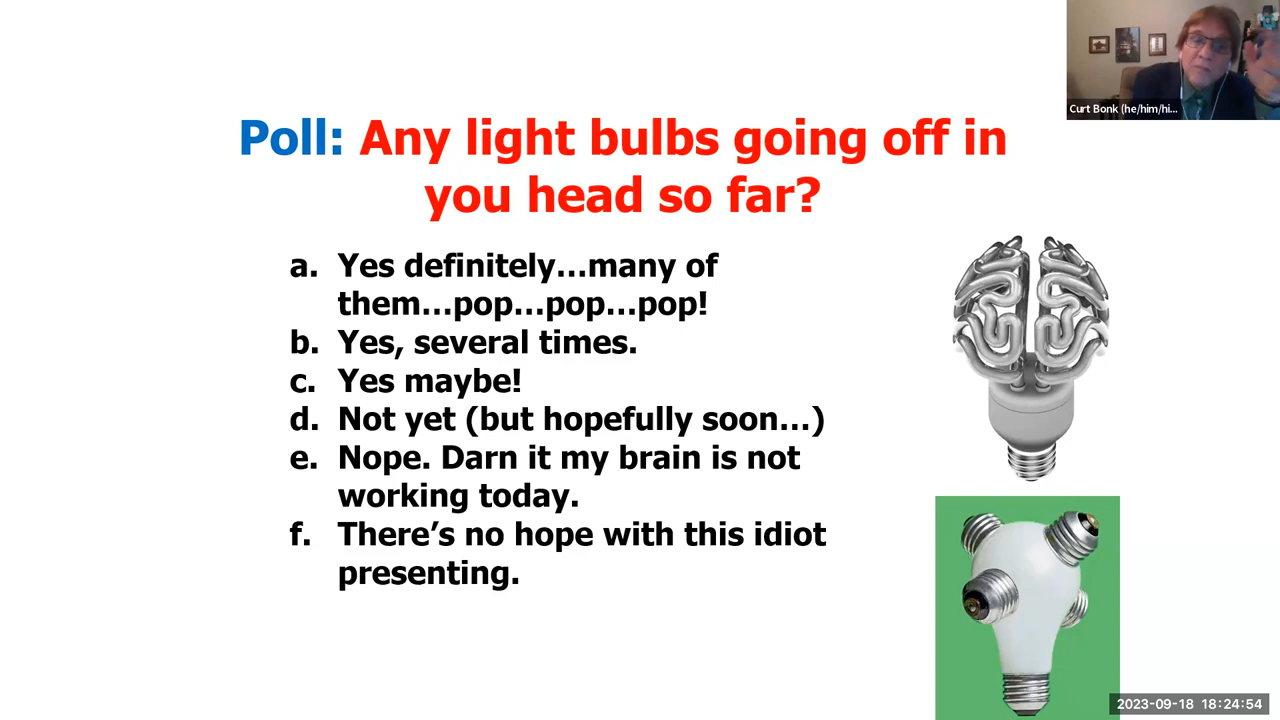 Curt Bonk (he/him/hi...
Poll: Any light bulbs going off in
you head so far?
a. Yes definitely...many of
them...pop...pop...pop!
b. Yes, several times.
c. Yes maybe!
d. Not yet (but hopefully soon...)
e. Nope. Darn it my brain is not
working today.
f. There’s no hope with this idiot
presenting.
2023-09-18 18:24:54